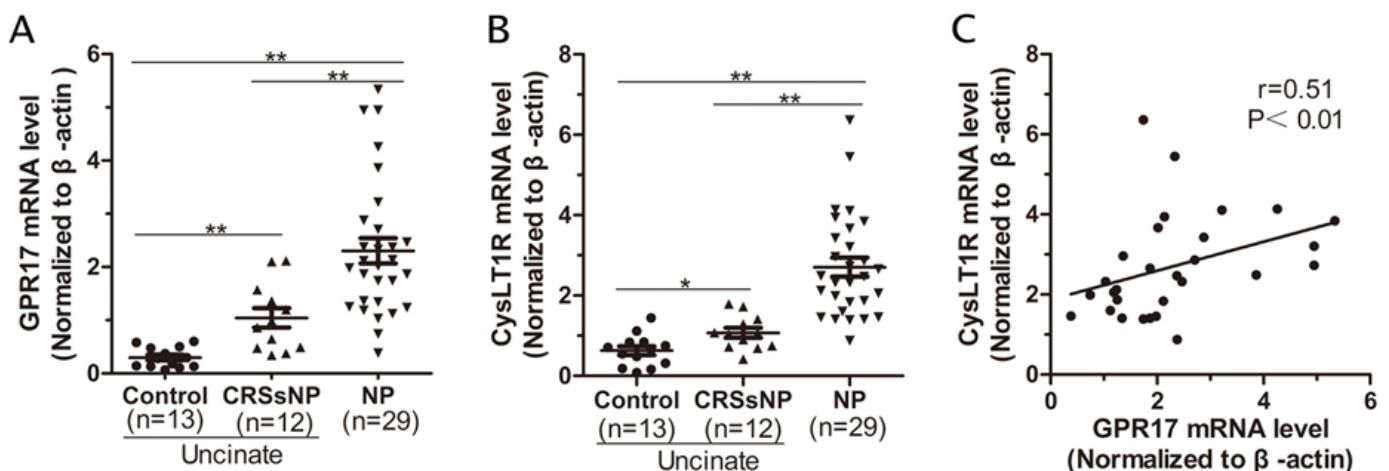 A
GPR17 mRNA level
(Normalized to β -actin )
6
4
2
0
**
**
**
Control
(n=13)
CRSsNP
(n=12)
NP
(n=29)
Uncinate
B
CysLT1R mRNA level
(Normalized to β -actin)
8
6
4
2
0
**
**
*
Control
(n=13)
CRSsNP
(n=12)
NP
(n=29)
Uncinate
C
CysLT1R mRNA level
(Normalized to β -actin)
8
6
4
2
0
r=0.51
P< 0.01
0
2
4
6
GPR17 mRNA level
(Normalized to β -actin)